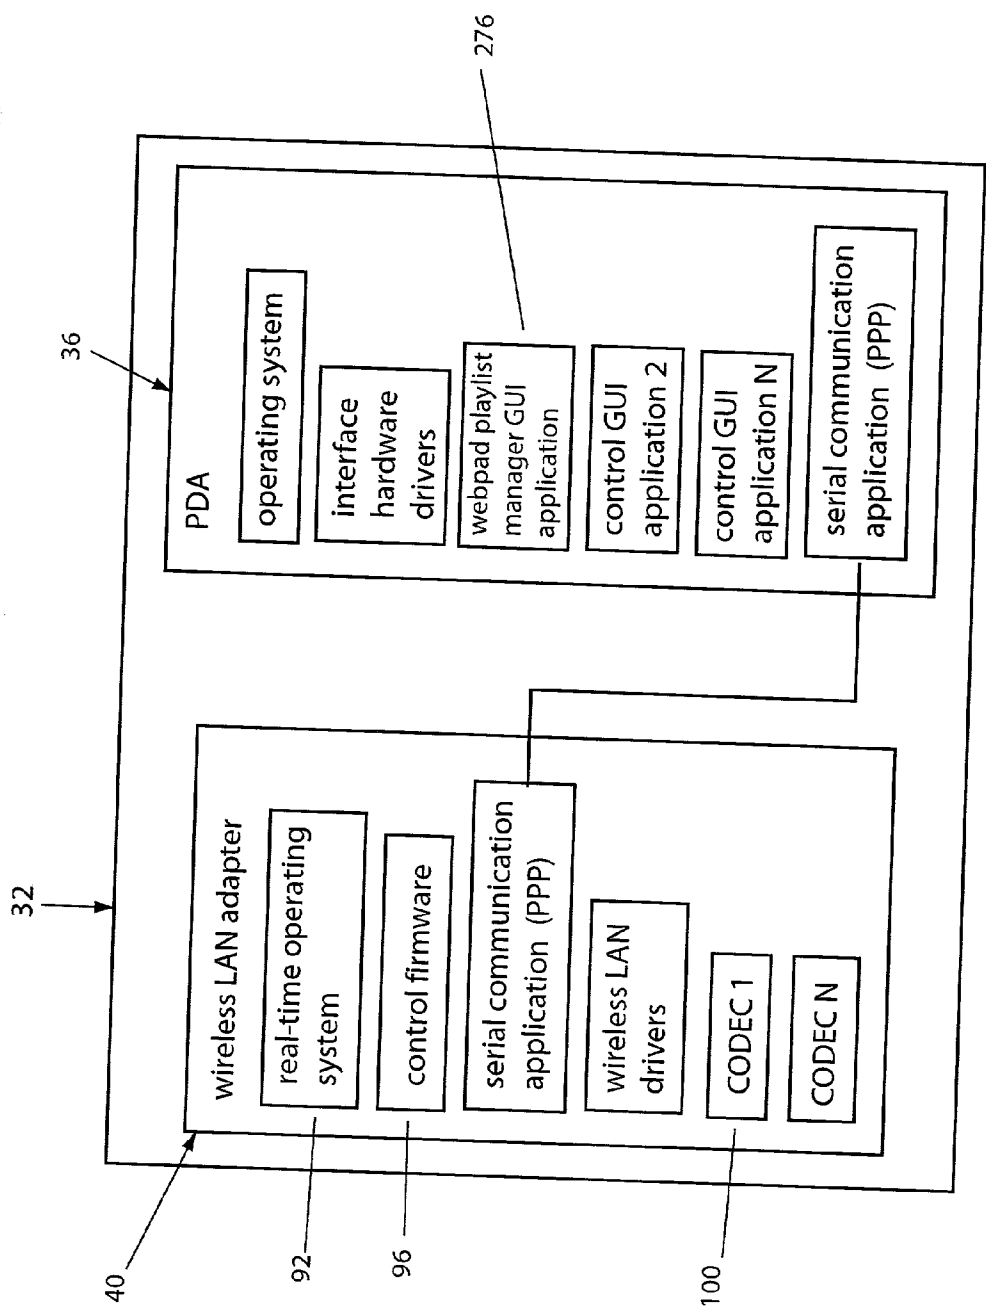 32
40
wireless LAN adapter
92
real-time operating
system
96
control firmware
serial communication
application (PPP)
wireless LAN
drivers
100
CODEC 1
CODEC N
36
PDA
operating system
interface
hardware
drivers
276
webpad playlist
manager GUI
application
control GUI
application 2
control GUI
application N
serial communication
application (PPP)